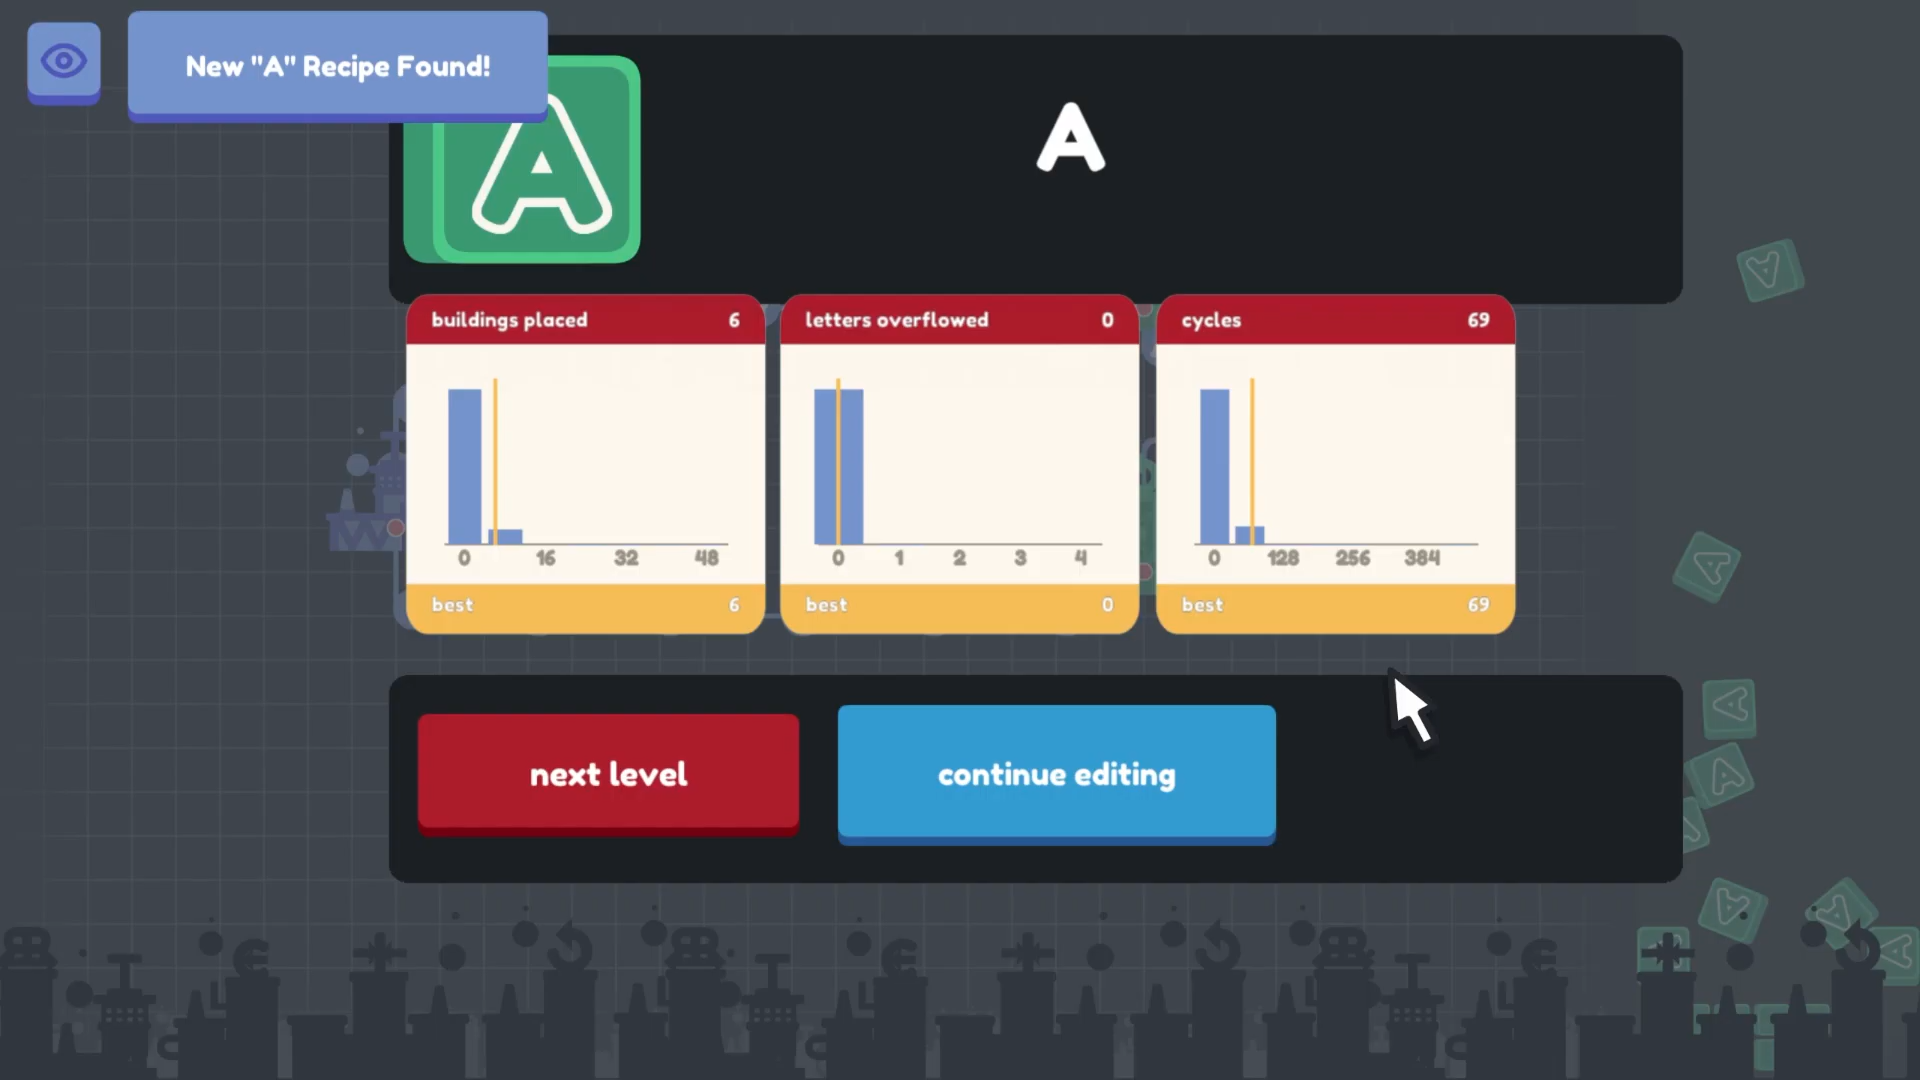 New "A" Recipe Found!
A
A
buildings placed 6
0 16 32 48
best 6
letters overflowed 0
0 1 2 3 4
best 0
cycles 69
0 128 256 384
best 69
next level
continue editing
A
A
A
A
A
A
A
A